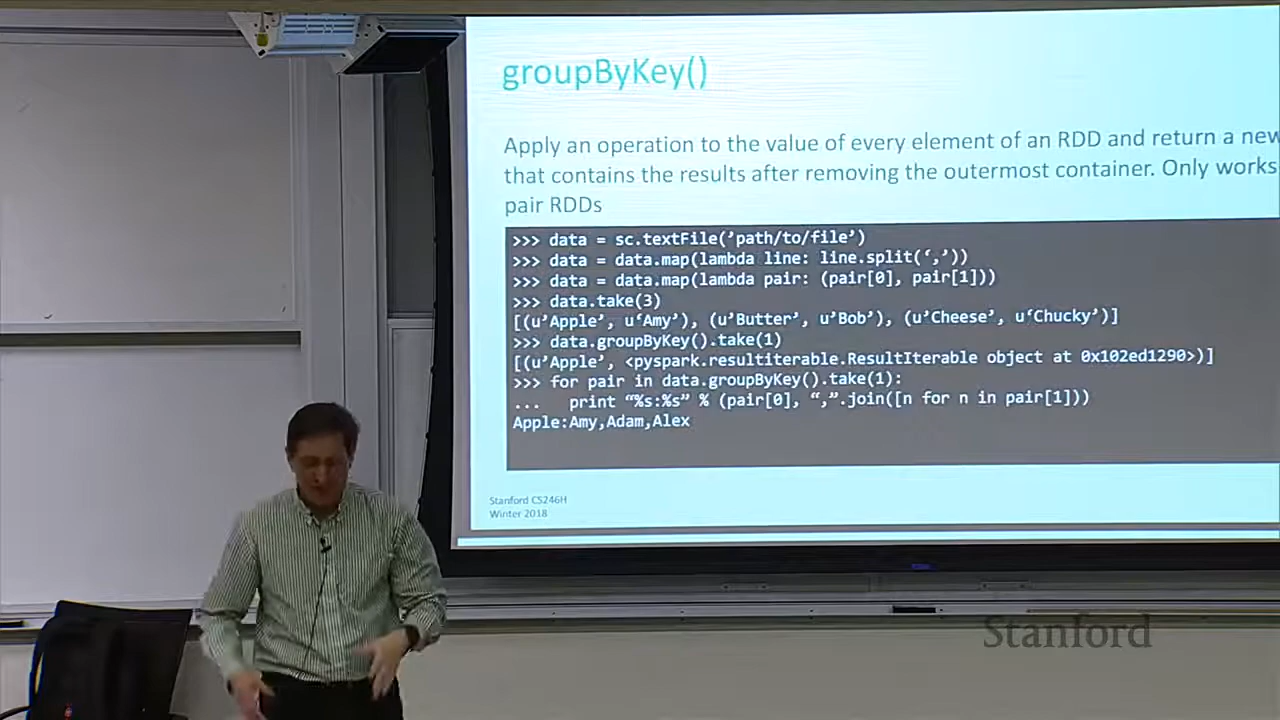 groupByKey()
Apply an operation to the value of every element of an RDD and return a new
that contains the results after removing the outermost container. Only works
pair RDDs
>>> data = sc.textFile(’path/to/file’)
>>> data = data.map(lambda line: line.split(‘,’))
>>> data = data.map(lambda pair: (pair[0], pair[1]))
>>> data.take(3)
[(u’Apple’, u‘Amy’), (u’Butter’, u’Bob’), (u’Cheese’, u‘Chucky’)]
>>> data.groupByKey().take(1)
[(u’Apple’, <pyspark.resultiterable.ResultIterable object at 0x102ed1290>)]
>>> for pair in data.groupByKey().take(1):
... print “%s:%s” % (pair[0], “,”.join([n for n in pair[1]))
Apple:Amy,Adam,Alex
Stanford CS246H
Winter 2018
Stanford